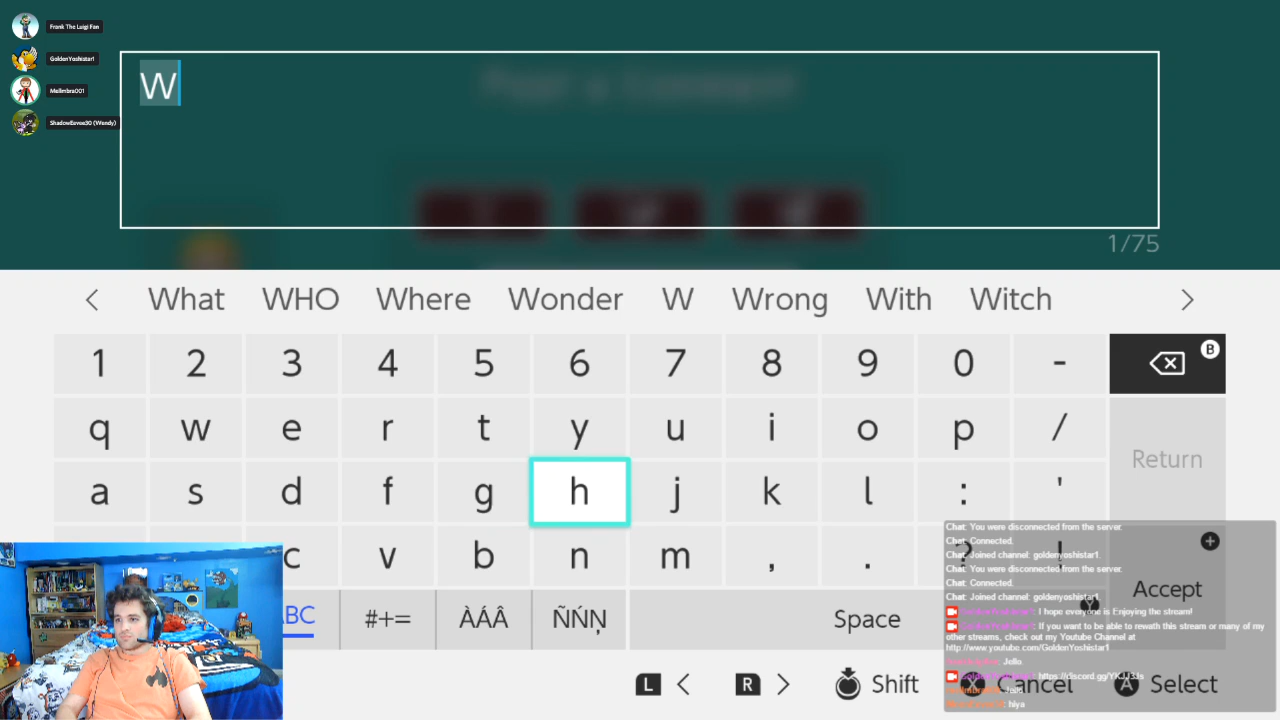 Frank The Luigi Fan
GoldenYoshistar1
Mellmbra001
ShadowEevee30 (Wendy)
W
1/75
What WHO Where Wonder W Wrong With Witch
1 2 3 4 5 6 7 8 9 0 -
B
q w e r t y u i o p /
Return
a s d f g h j k l : '
c v b n m , . ? !
Accept
ABC #+= ÀÁÂ ÑŃŅ Space
L R Shift X Cancel A Select
Chat: You were disconnected from the server.
Chat: Connected.
Chat: Joined channel: goldenyoshistar1.
Chat: You were disconnected from the server.
Chat: Connected.
Chat: Joined channel: goldenyoshistar1.
I hope everyone is Enjoying the stream!
If you want to be able to rewath this stream or many of my
other streams, check out my Youtube Channel at
http://www.youtube.com/GoldenYoshistar1
Jello
hiya